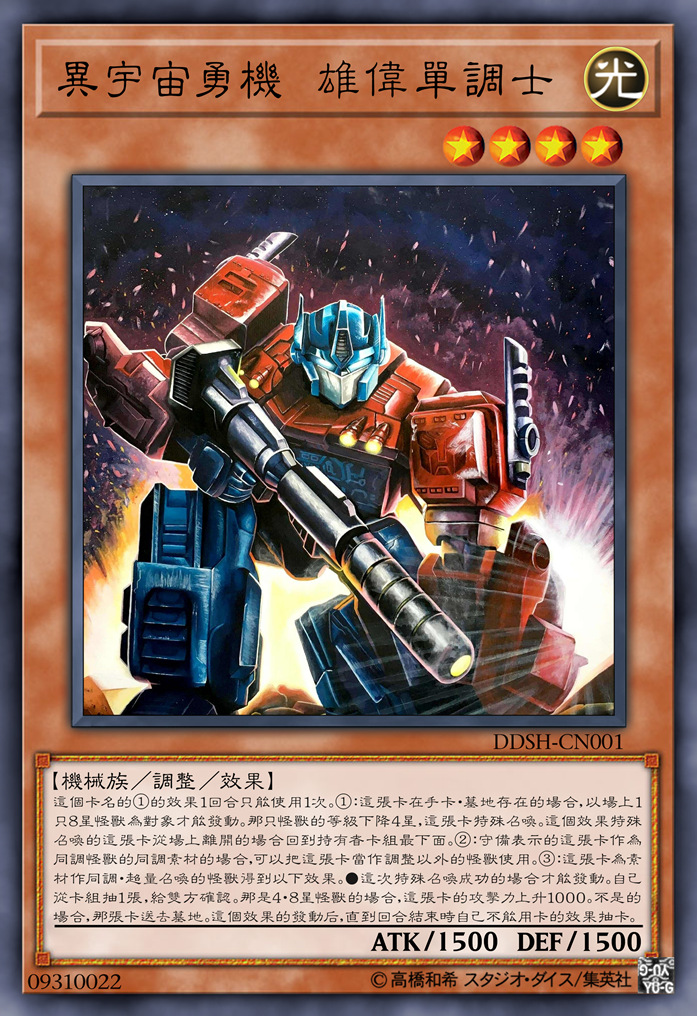 異宇宙勇機 雄偉單調士
光
DDSH-CN001
【機械族／調整／效果】
這個卡名的①的效果1回合只能使用1次。①：這張卡在手卡・墓地存在的場合，以場上1
只8星怪獸為對象才能發動。那只怪獸的等級下降4星，這張卡特殊召喚。這個效果特殊
召喚的這張卡從場上離開的場合回到持有者卡組最下面。②：守備表示的這張卡作為
同調怪獸的同調素材的場合，可以把這張卡當作調整以外的怪獸使用。③：這張卡為素
材作同調・超量召喚的怪獸得到以下效果。●這次特殊召喚成功的場合才能發動。自己
從卡組抽1張，給雙方確認。那是4・8星怪獸的場合，這張卡的攻擊力上升1000。不是的
場合，那張卡送去墓地。這個效果的發動后，直到回合結束時自己不能用卡的效果抽卡。
ATK/1500 DEF/1500
09310022
©高橋和希 スタジオ・ダイス/集英社